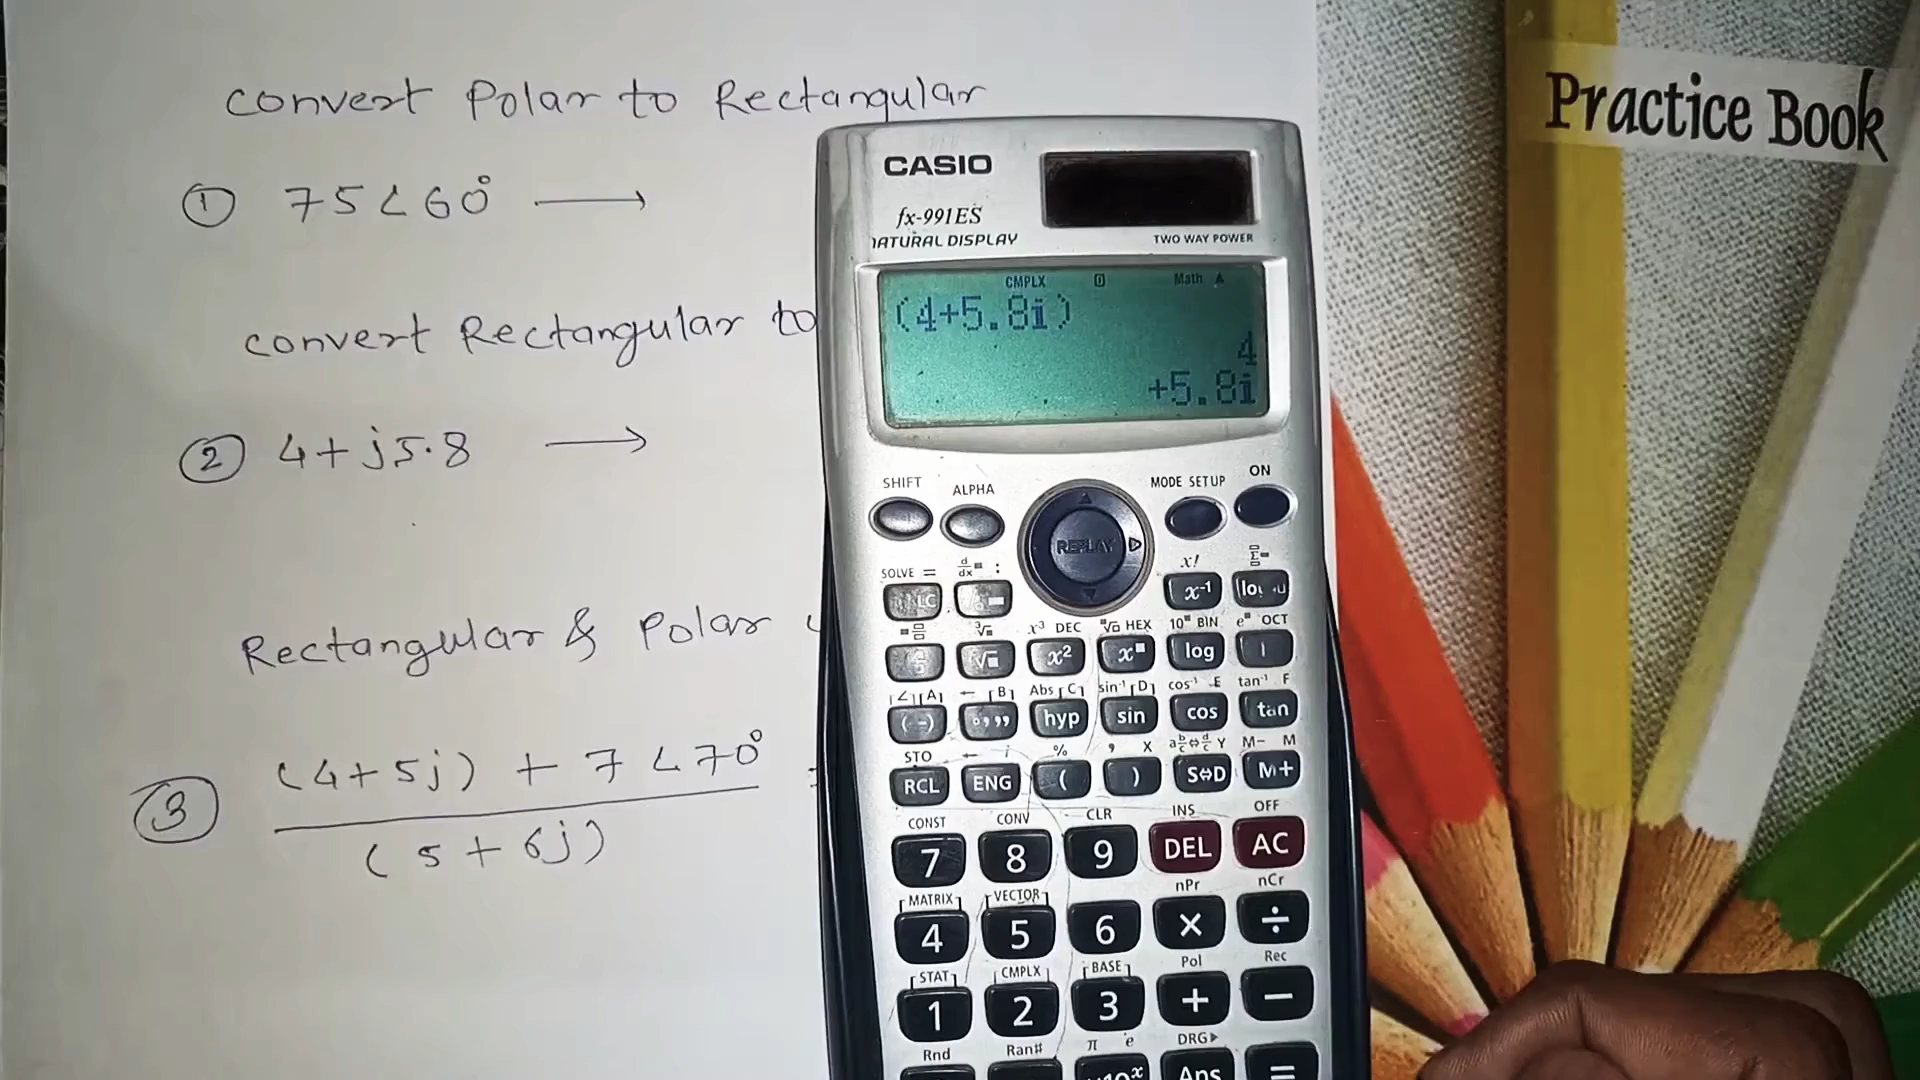 convert Polar to Rectangular
① 75∠60° →
convert Rectangular to
② 4+j5.8 →
Rectangular & Polar
③ (4+5j) + 7∠70°
(5+6j)
Practice Book
CASIO
fx-991ES
NATURAL DISPLAY
TWO WAY POWER
CMPLX D Math ▲
(4+5.8i)
4
+5.8i
SHIFT ALPHA MODE SETUP ON
REPLAY
SOLVE = d/dx :  x!
x⁻¹
x³ DEC HEX 10 BIN e OCT
x² x log
∠ A ← B Abs C sin⁻¹ D cos⁻¹ E tan⁻¹ F
(-) hyp sin cos tan
STO ← i % , X Y M- M
RCL ENG ( ) S⇔D M+
CONST CONV CLR INS OFF
7 8 9 DEL AC
MATRIX VECTOR nPr nCr
4 5 6 × ÷
STAT CMPLX BASE Pol Rec
1 2 3 + −
Rnd Ran# π e DRG▶
×10ˣ Ans =